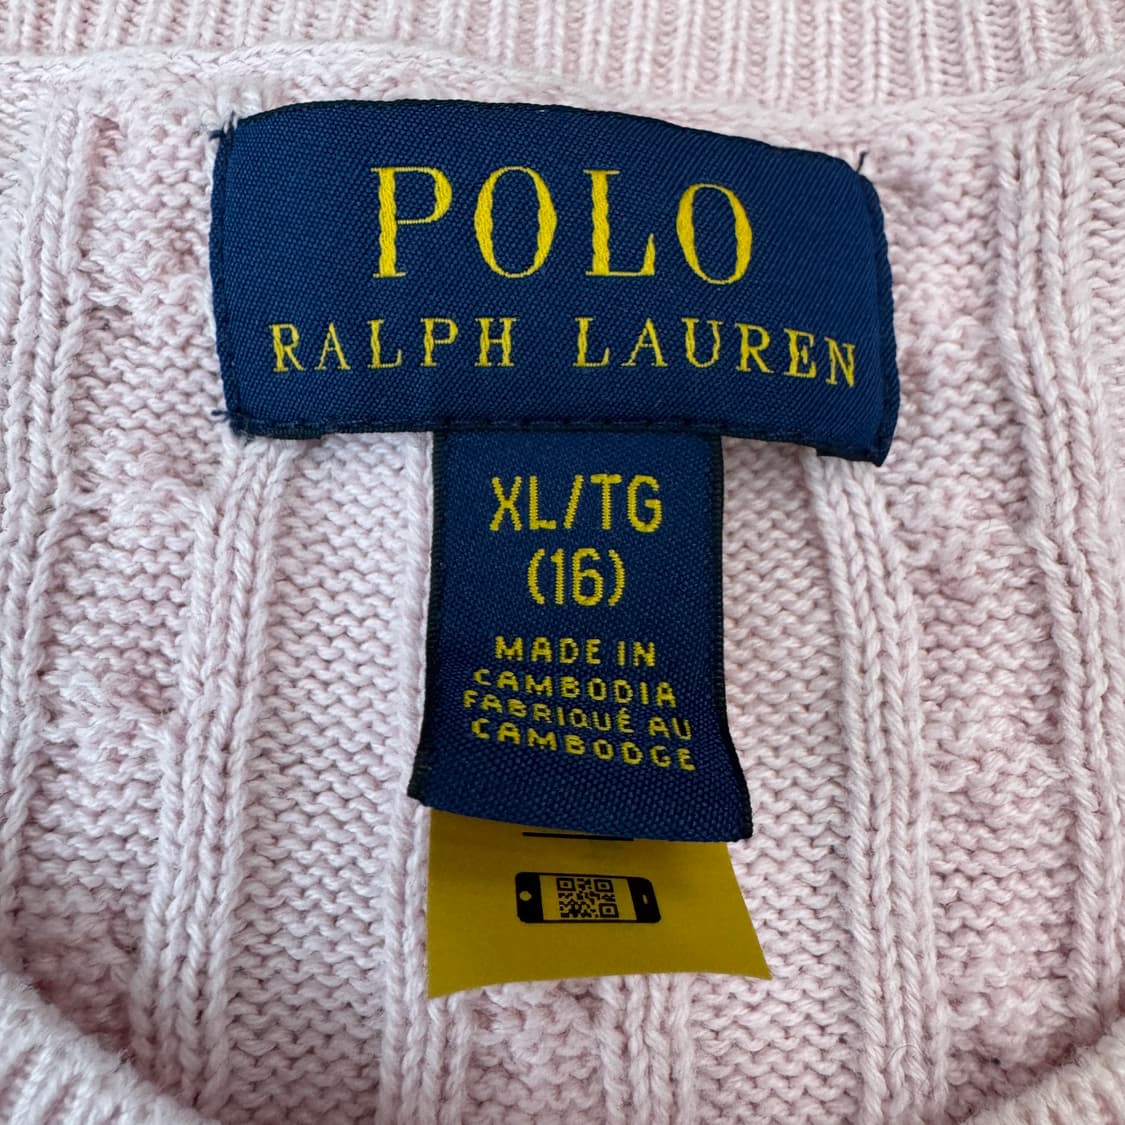 POLO
RALPH LAUREN
XL/TG
(16)
MADE IN
CAMBODIA
FABRIQUÉ AU
CAMBODGE